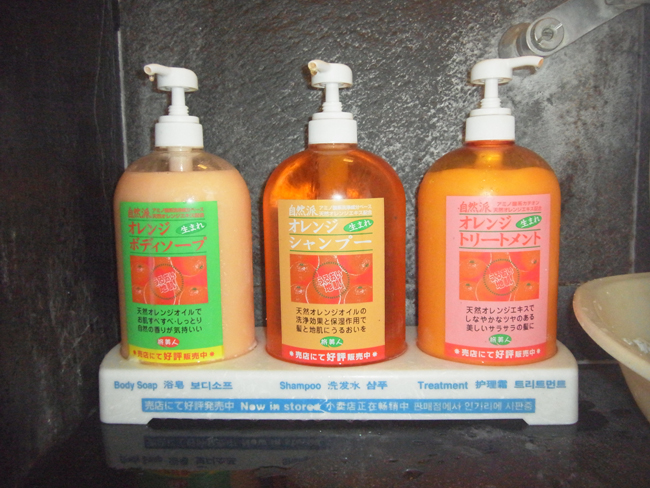 自然派
オレンジ
生まれ
ボディソープ
天然オレンジオイルで
お肌すべすべ・しっとり
自然の香りが気持いい
旅美人
★売店にて好評販売中★
自然派
オレンジ
生まれ
シャンプー
天然オレンジオイルの
洗浄効果と保湿作用で
髪と地肌にうるおいを
旅美人
★売店にて好評販売中★
自然派
オレンジ
生まれ
トリートメント
天然オレンジエキスで
しなやかなツヤのある
美しいサラサラの髪に
旅美人
★売店にて好評販売中★
Body Soap 浴皂 보디소프
Shampoo 洗发水 샴푸
Treatment 护理霜 트리트먼트
売店にて好評発売中 Now in stores 小卖店正在畅销中 판매점에서 인기리에 시판중